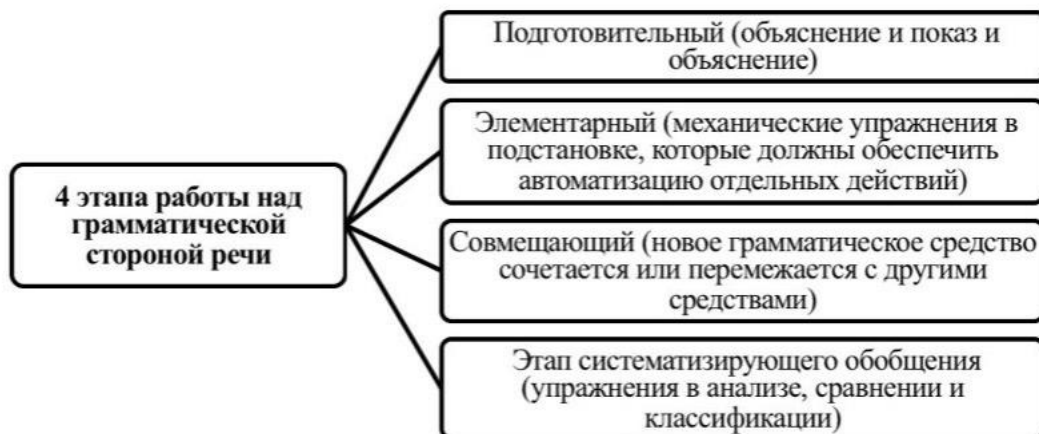 4 этапа работы над
грамматической
стороной речи
Подготовительный (объяснение и показ и
объяснение)
Элементарный (механические упражнения в
подстановке, которые должны обеспечить
автоматизацию отдельных действий)
Совмещающий (новое грамматическое средство
сочетается или перемежается с другими
средствами)
Этап систематизирующего обобщения
(упражнения в анализе, сравнении и
классификации)